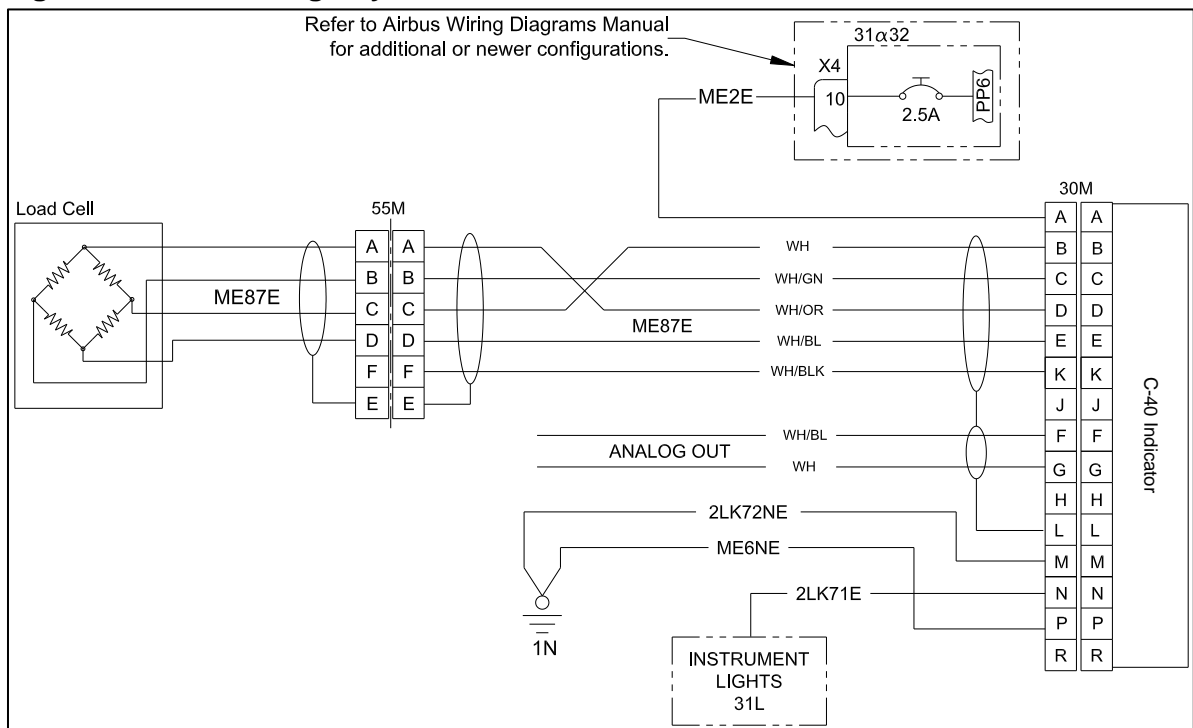 Refer to Airbus Wiring Diagrams Manual
for additional or newer configurations.
31α32
X4
10
2.5A
PP6
ME2E
30M
Load Cell
55M
ME87E
A A
B B
C C
D D
F F
E E
ME87E
WH
WH/GN
WH/OR
WH/BL
WH/BLK
WH/BL
ANALOG OUT
WH
A A
B B
C C
D D
E E
K K
J J
F F
G G
H H
L L
M M
N N
P P
R R
C-40 Indicator
2LK72NE
ME6NE
2LK71E
1N
INSTRUMENT
LIGHTS
31L